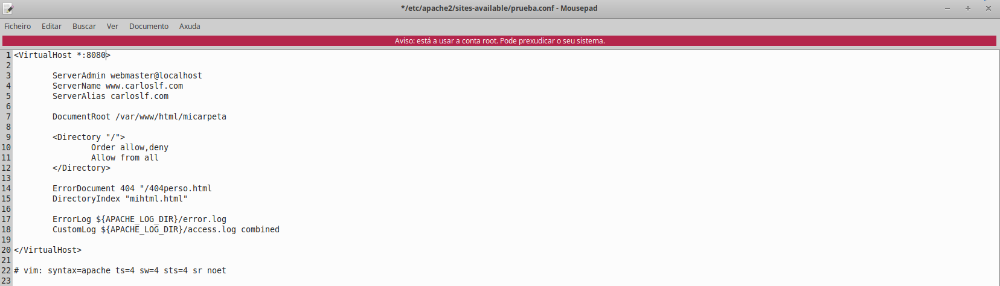 */etc/apache2/sites-available/prueba.conf - Mousepad
Ficheiro Editar Buscar Ver Documento Axuda
Aviso: está a usar a conta root. Pode prexudicar o seu sistema.
1 <VirtualHost *:8080>
2
3 ServerAdmin webmaster@localhost
4 ServerName www.carloslf.com
5 ServerAlias carloslf.com
6
7 DocumentRoot /var/www/html/micarpeta
8
9 <Directory "/">
10 Order allow,deny
11 Allow from all
12 </Directory>
13
14 ErrorDocument 404 "/404perso.html
15 DirectoryIndex "mihtml.html"
16
17 ErrorLog ${APACHE_LOG_DIR}/error.log
18 CustomLog ${APACHE_LOG_DIR}/access.log combined
19
20 </VirtualHost>
21
22 # vim: syntax=apache ts=4 sw=4 sts=4 sr noet
23